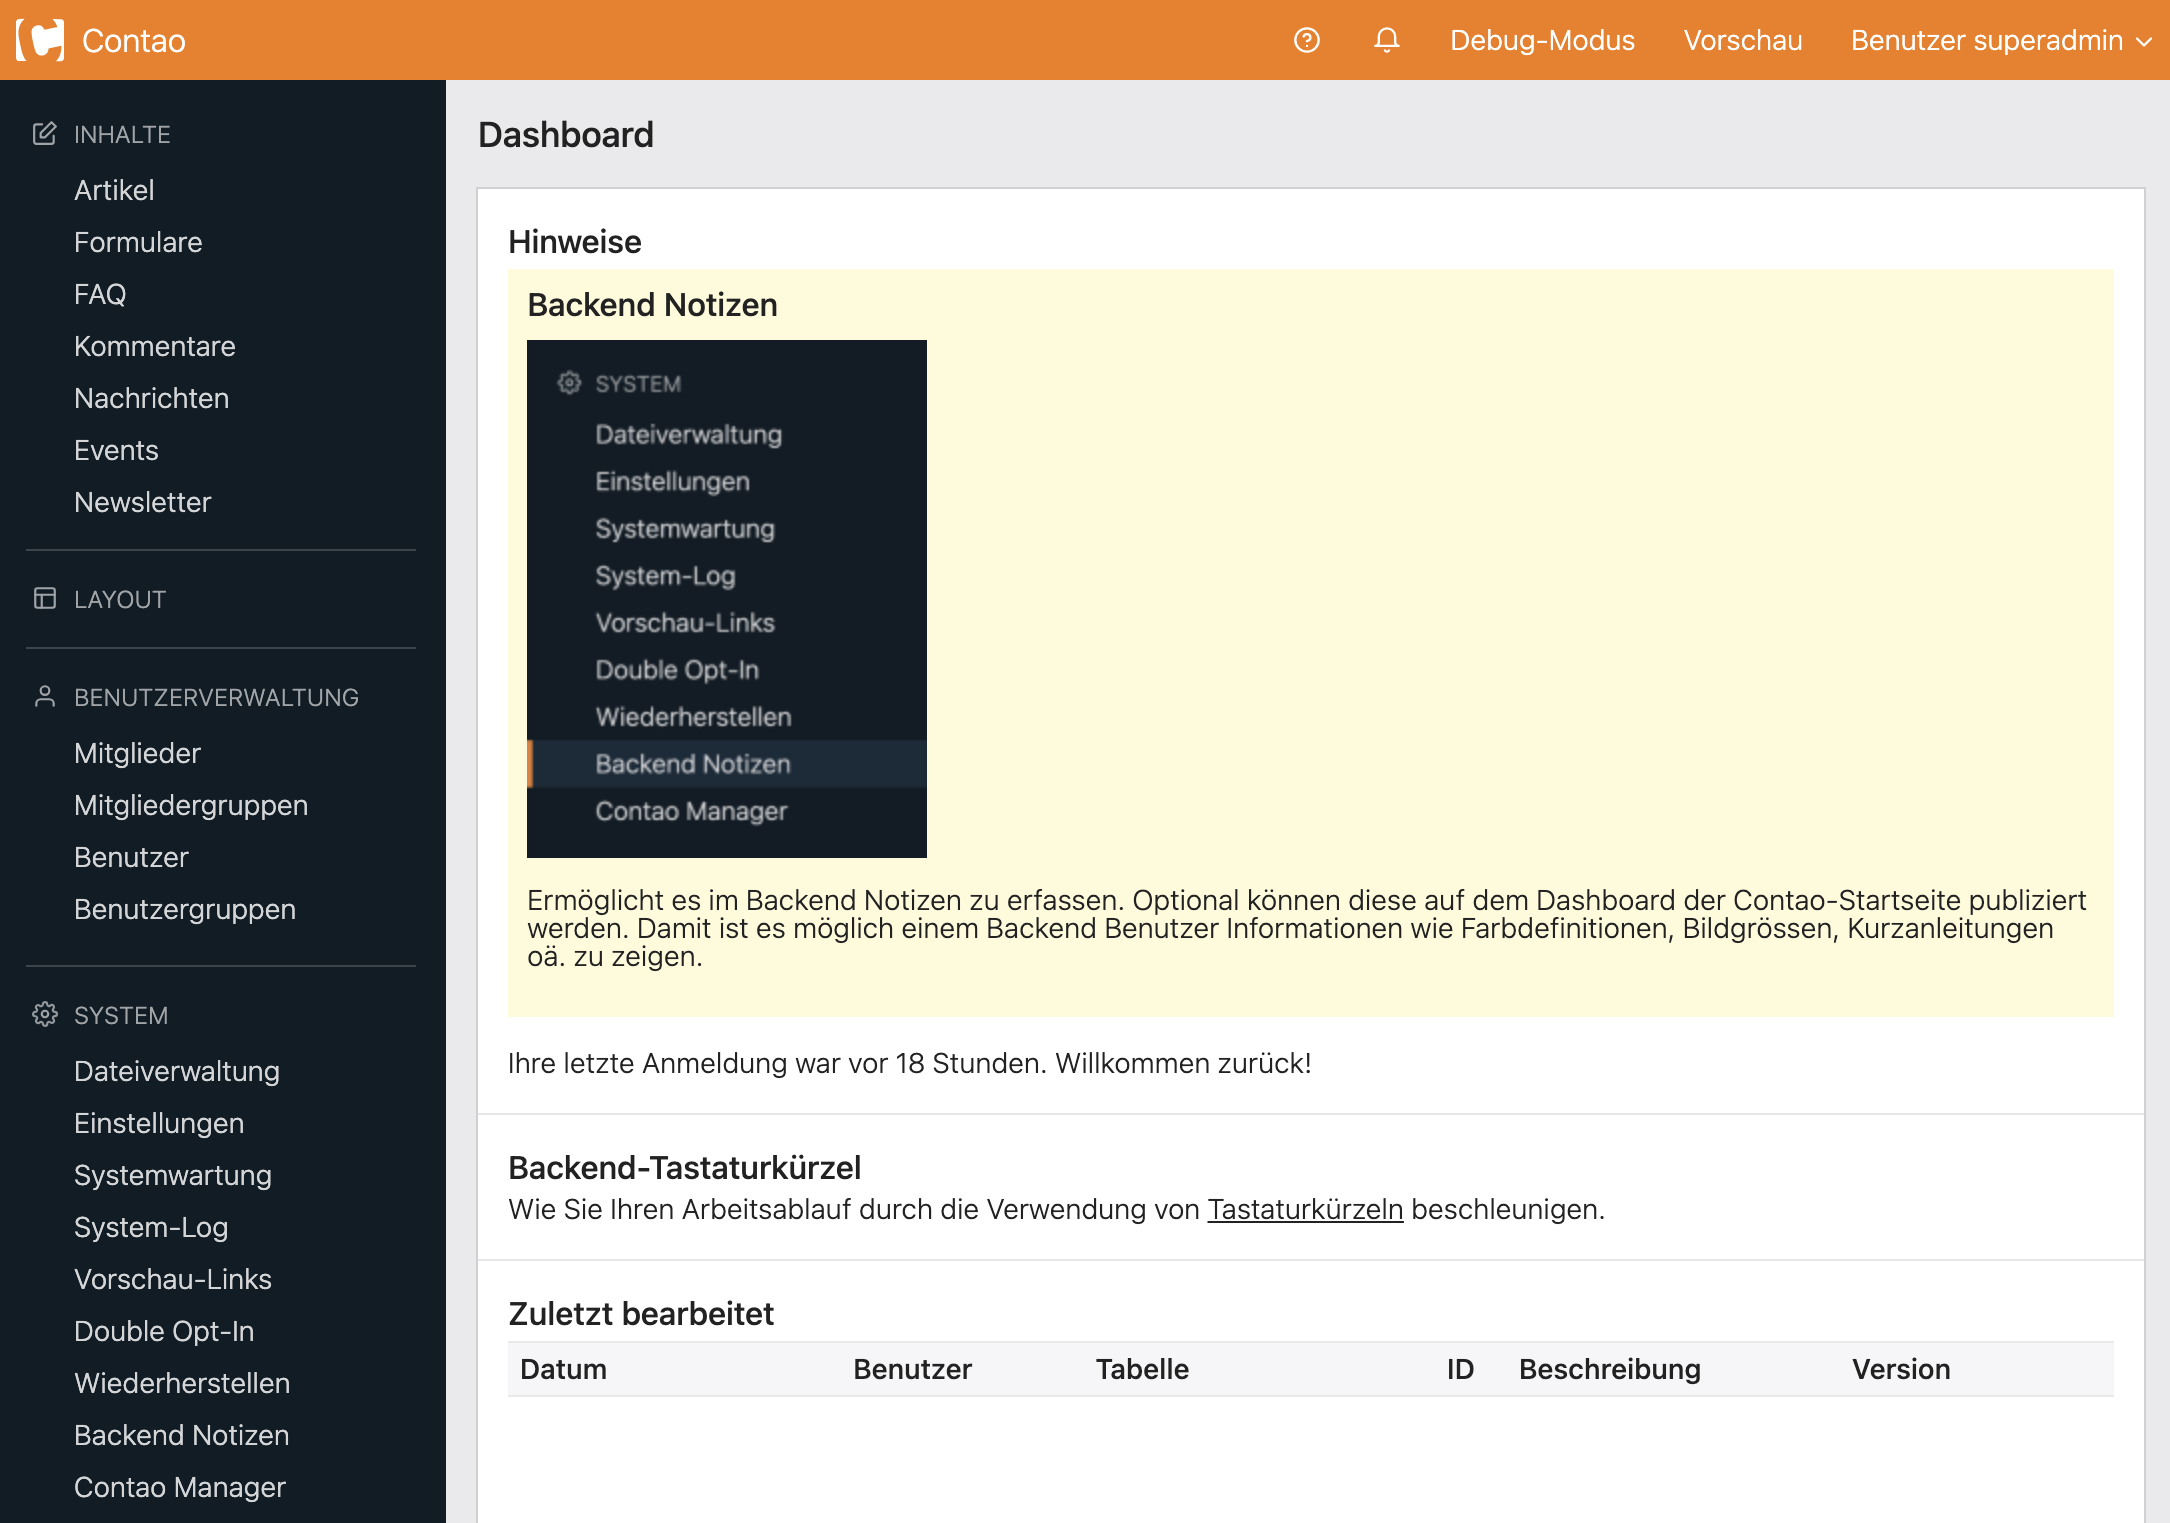 Contao
Debug-Modus
Vorschau
Benutzer superadmin
INHALTE
Artikel
Formulare
FAQ
Kommentare
Nachrichten
Events
Newsletter
LAYOUT
BENUTZERVERWALTUNG
Mitglieder
Mitgliedergruppen
Benutzer
Benutzergruppen
SYSTEM
Dateiverwaltung
Einstellungen
Systemwartung
System-Log
Vorschau-Links
Double Opt-In
Wiederherstellen
Backend Notizen
Contao Manager
Dashboard
Hinweise
Backend Notizen
SYSTEM
Dateiverwaltung
Einstellungen
Systemwartung
System-Log
Vorschau-Links
Double Opt-In
Wiederherstellen
Backend Notizen
Contao Manager
Ermöglicht es im Backend Notizen zu erfassen. Optional können diese auf dem Dashboard der Contao-Startseite publiziert
werden. Damit ist es möglich einem Backend Benutzer Informationen wie Farbdefinitionen, Bildgrössen, Kurzanleitungen
oä. zu zeigen.
Ihre letzte Anmeldung war vor 18 Stunden. Willkommen zurück!
Backend-Tastaturkürzel
Wie Sie Ihren Arbeitsablauf durch die Verwendung von Tastaturkürzeln beschleunigen.
Zuletzt bearbeitet
Datum Benutzer Tabelle ID Beschreibung Version